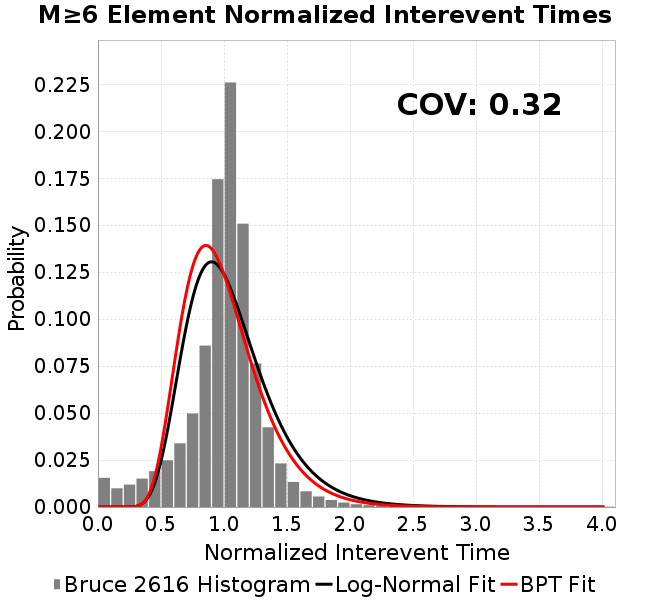 M≥6 Element Normalized Interevent Times
COV: 0.32
Probability
0.225
0.200
0.175
0.150
0.125
0.100
0.075
0.050
0.025
0.000
0.0 0.5 1.0 1.5 2.0 2.5 3.0 3.5 4.0
Normalized Interevent Time
Bruce 2616 Histogram Log-Normal Fit BPT Fit